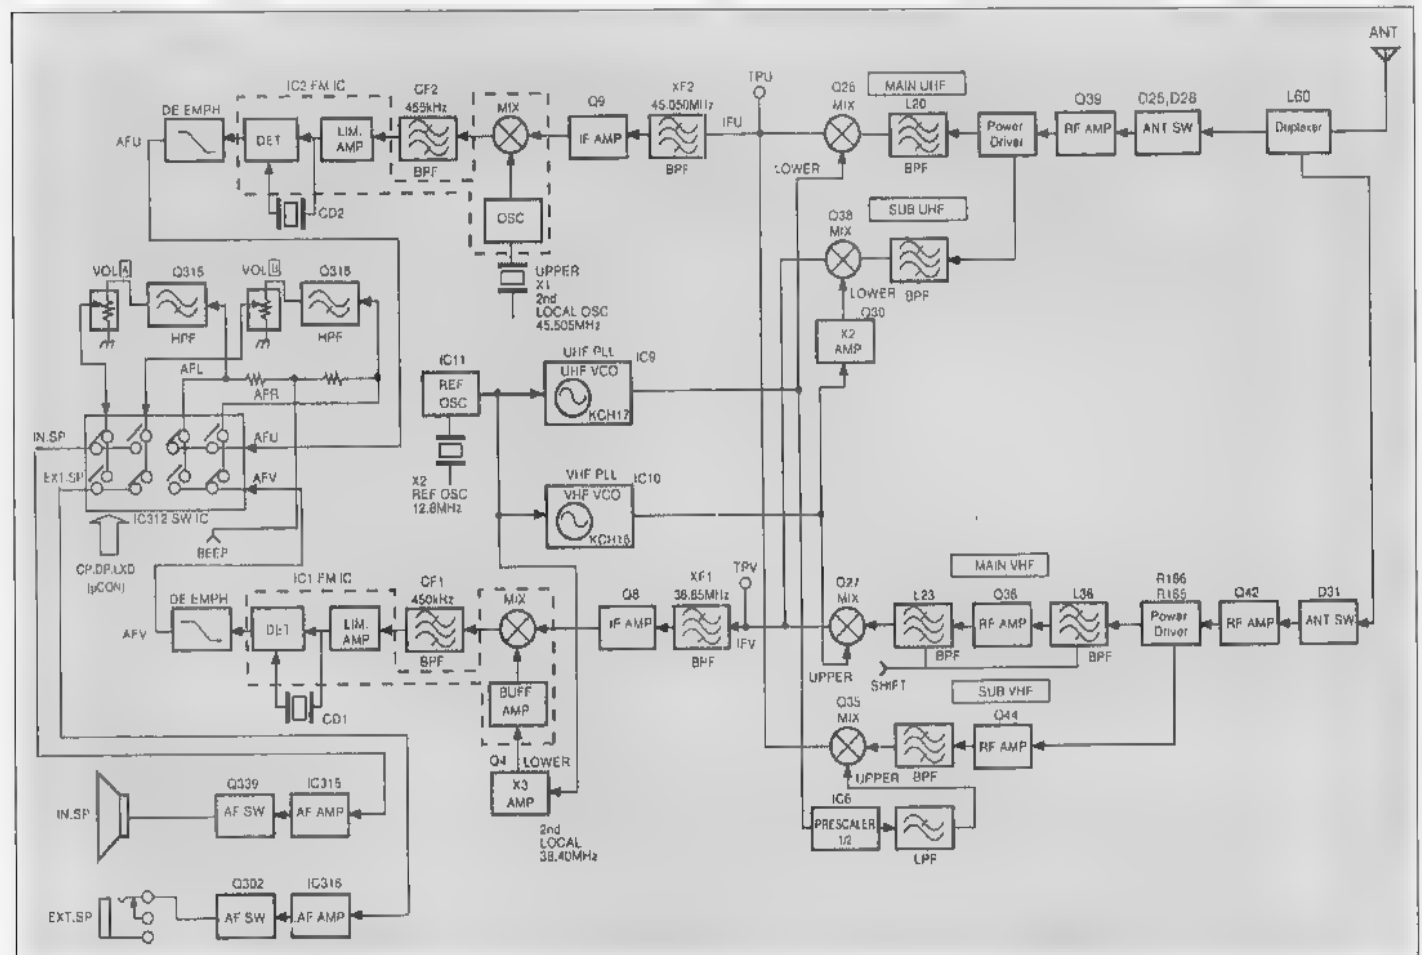 ANT
IC2 FM IC
CF2
455kHz
MIX
Q9
XF2
45.050MHz
TPU
Q26
MIX
MAIN UHF
L20
Q39
D25, D28
L60
DE EMPH
AFU
DET
LIM.
AMP
BPF
IF AMP
BPF
IFU
LOWER
BPF
Power
Driver
RF AMP
ANT SW
Duplexer
CD2
OSC
Q38
MIX
SUB UHF
LOWER
BPF
UPPER
X1
2nd
LOCAL OSC
45.505MHz
VOL A
Q315
VOL B
Q316
HPF
HPF
Q30
X2
AMP
AFL
AFR
IC11
REF
OSC
UHF PLL
IC9
UHF VCO
KCH17
IN.SP
AFU
EXT.SP
AFV
X2
REF OSC
12.8MHz
VHF PLL
IC10
VHF VCO
KCH16
IC312 SW IC
BEEP
CP.DP.LXD
(μCON)
IC1 FM IC
CF1
450kHz
MIX
Q8
XF1
38.85MHz
TPV
Q27
MIX
MAIN VHF
L23
Q36
L36
R166
R165
Q42
D31
DE EMPH
AFV
DET
LIM.
AMP
BPF
IF AMP
BPF
IFV
UPPER
BPF
RF AMP
BPF
Power
Driver
RF AMP
ANT SW
SHIFT
CD1
BUFF
AMP
Q35
MIX
SUB VHF
Q44
RF AMP
UPPER
BPF
Q4
LOWER
X3
AMP
2nd
LOCAL
38.40MHz
IC6
PRESCALER
1/2
LPF
IN.SP
Q339
AF SW
IC315
AF AMP
EXT.SP
Q302
AF SW
IC316
AF AMP